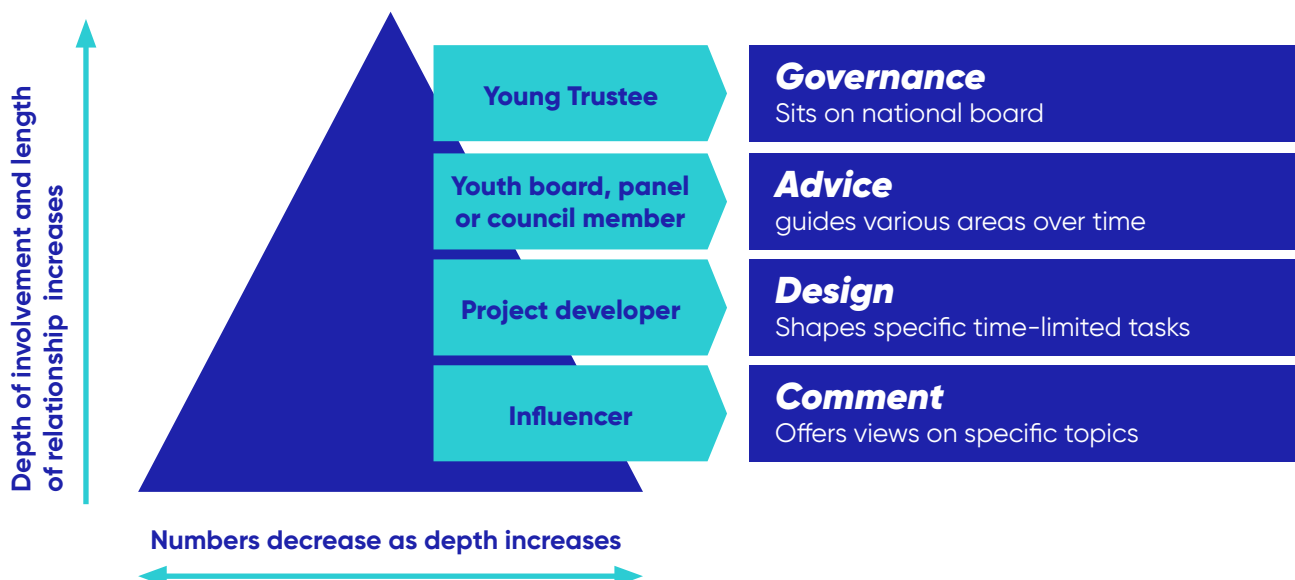 Depth of involvement and length
of relationship increases
Young Trustee
Governance
Sits on national board
Youth board, panel
or council member
Advice
guides various areas over time
Project developer
Design
Shapes specific time-limited tasks
Influencer
Comment
Offers views on specific topics
Numbers decrease as depth increases